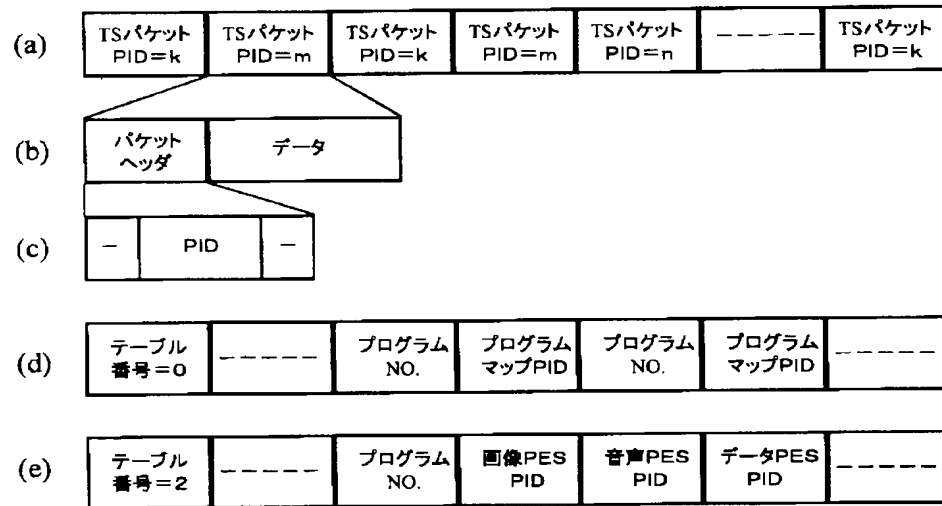 (a)
TSパケット
PID=k
TSパケット
PID=m
TSパケット
PID=k
TSパケット
PID=m
TSパケット
PID=n
-----
TSパケット
PID=k
(b)
パケット
ヘッダ
データ
(c)
-
PID
-
(d)
テーブル
番号=0
-----
プログラム
NO.
プログラム
マップPID
プログラム
NO.
プログラム
マップPID
-----
(e)
テーブル
番号=2
-----
プログラム
NO.
画像PES
PID
音声PES
PID
データPES
PID
-----